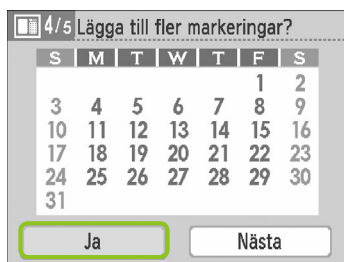 4/5 Lägga till fler markeringar?
S M T W T F S
1 2
3 4 5 6 7 8 9
10 11 12 13 14 15 16
17 18 19 20 21 22 23
24 25 26 27 28 29 30
31
Ja Nästa